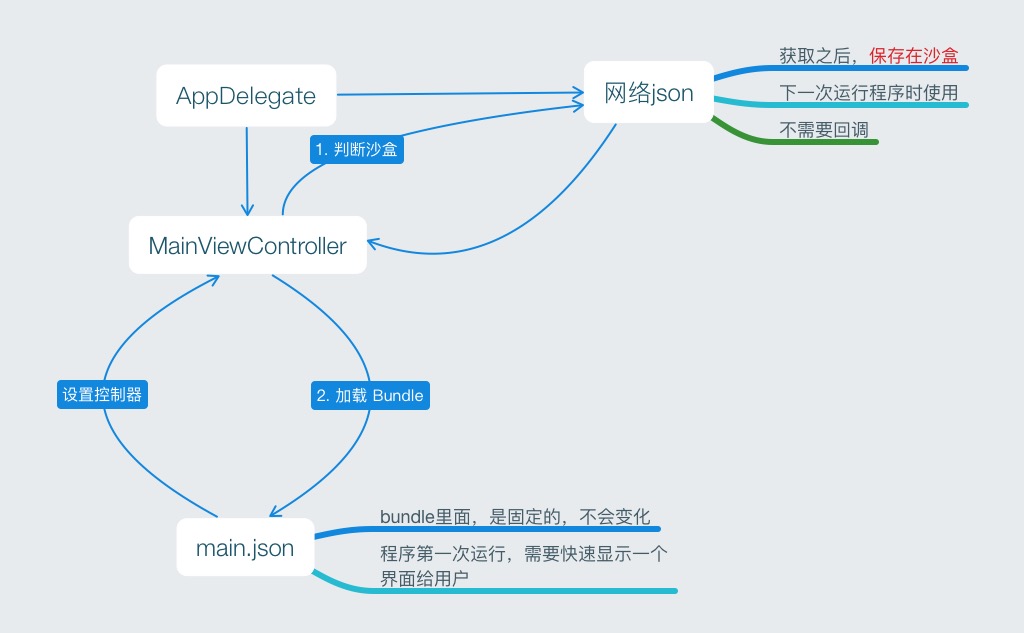 获取之后，保存在沙盒
AppDelegate
网络json
下一次运行程序时使用
不需要回调
1. 判断沙盒
MainViewController
设置控制器
2. 加载 Bundle
bundle里面，是固定的，不会变化
main.json
程序第一次运行，需要快速显示一个
界面给用户